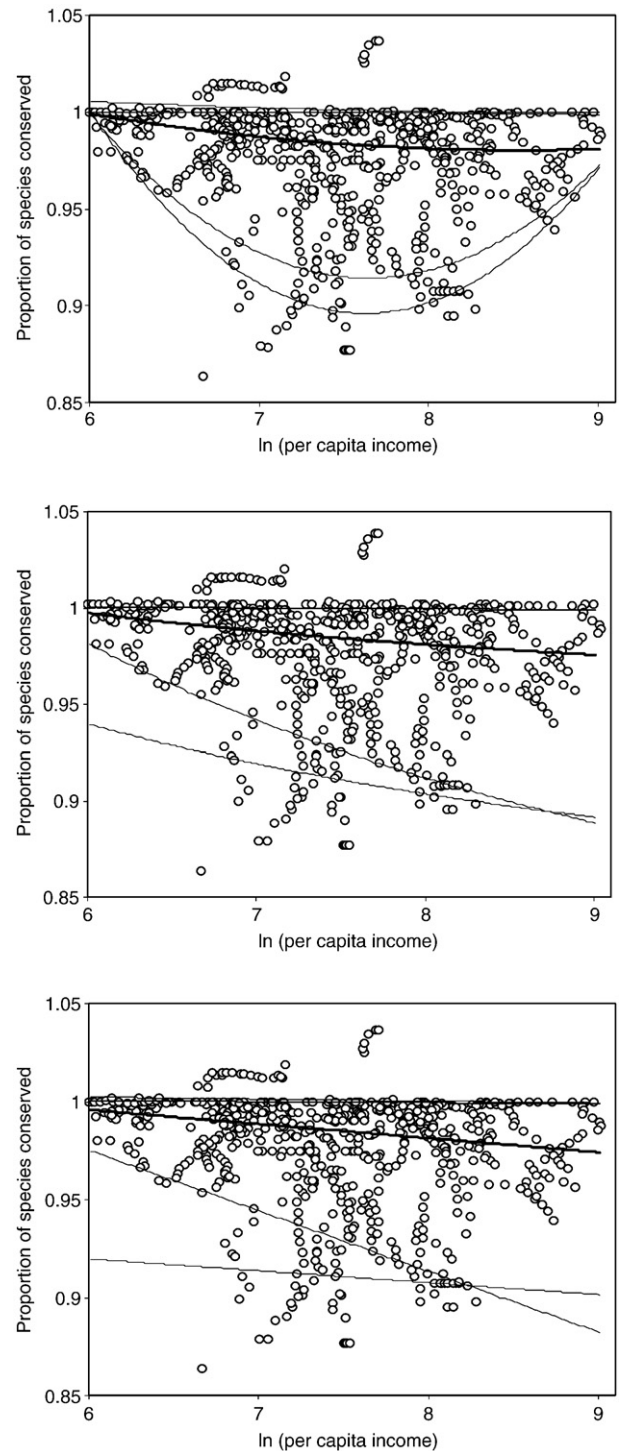 1.05
1
0.95
0.9
0.85
6 7 8 9
Proportion of species conserved
ln (per capita income)
1.05
1
0.95
0.9
0.85
6 7 8 9
Proportion of species conserved
ln (per capita income)
1.05
1
0.95
0.9
0.85
6 7 8 9
Proportion of species conserved
ln (per capita income)